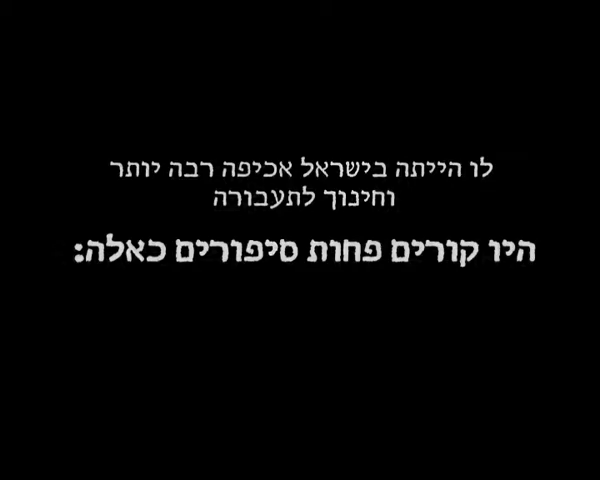 לו הייתה בישראל אכיפה רבה יותר
וחינוך לתעבורה
היו קורים פחות סיפורים כאלה: